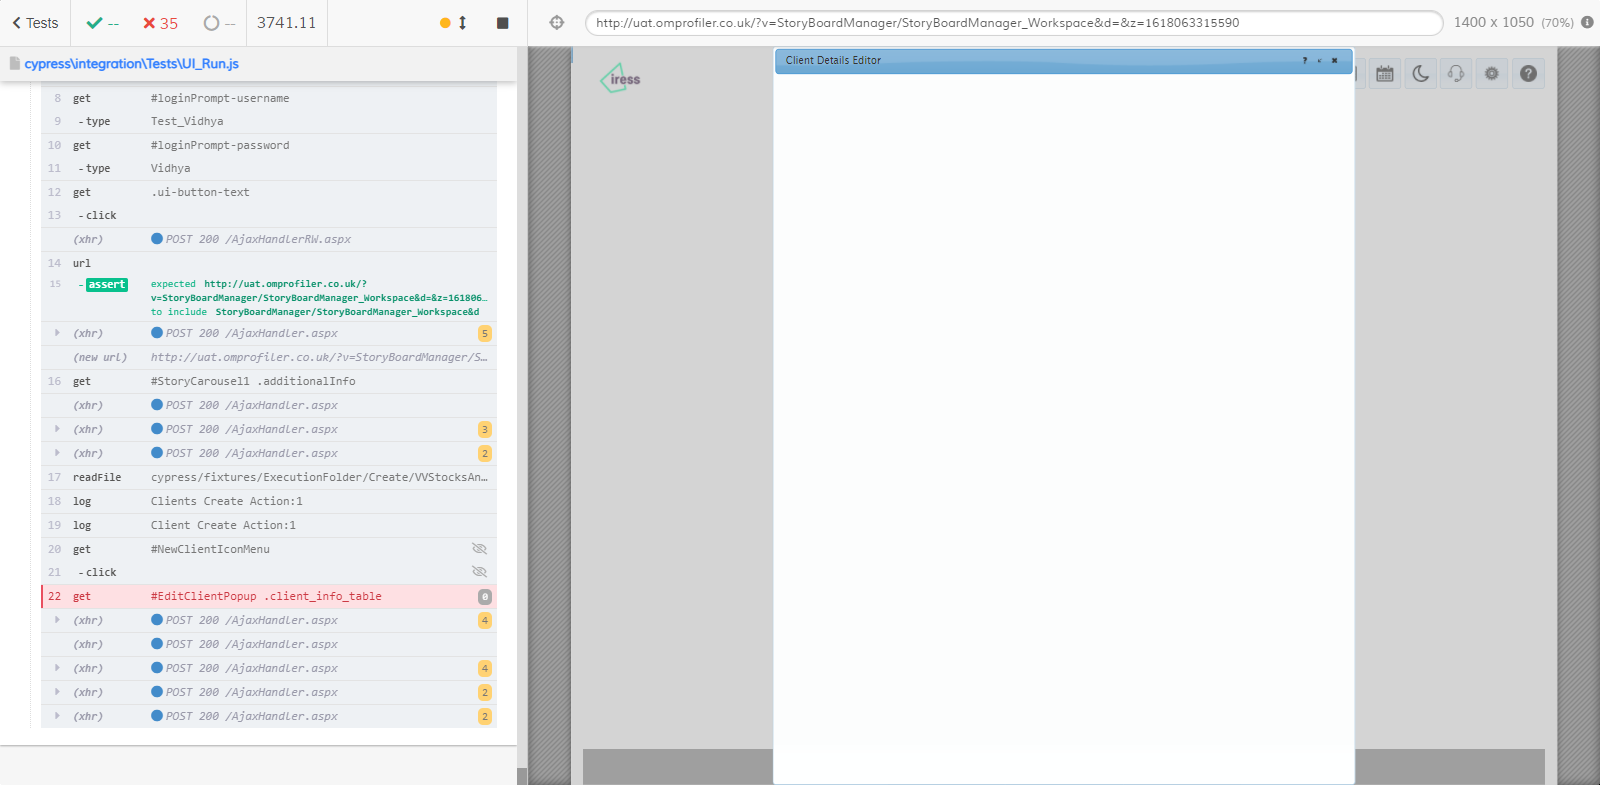 Tests
--
35
--
3741.11
http://uat.omprofiler.co.uk/?v=StoryBoardManager/StoryBoardManager_Workspace&d=&z=1618063315590
1400 x 1050 (70%)
cypress\integration\Tests\UI_Run.js
8 get #loginPrompt-username
9 -type Test_Vidhya
10 get #loginPrompt-password
11 -type Vidhya
12 get .ui-button-text
13 -click
(xhr) POST 200 /AjaxHandlerRW.aspx
14 url
15 -assert expected http://uat.omprofiler.co.uk/?
v=StoryBoardManager/StoryBoardManager_Workspace&d=&z=161806…
to include StoryBoardManager/StoryBoardManager_Workspace&d
(xhr) POST 200 /AjaxHandler.aspx 5
(new url) http://uat.omprofiler.co.uk/?v=StoryBoardManager/S…
16 get #StoryCarousel1 .additionalInfo
(xhr) POST 200 /AjaxHandler.aspx
(xhr) POST 200 /AjaxHandler.aspx 3
(xhr) POST 200 /AjaxHandler.aspx 2
17 readFile cypress/fixtures/ExecutionFolder/Create/VVStocksAn…
18 log Clients Create Action:1
19 log Client Create Action:1
20 get #NewClientIconMenu
21 -click
22 get #EditClientPopup .client_info_table 0
(xhr) POST 200 /AjaxHandler.aspx 4
(xhr) POST 200 /AjaxHandler.aspx
(xhr) POST 200 /AjaxHandler.aspx 4
(xhr) POST 200 /AjaxHandler.aspx 2
(xhr) POST 200 /AjaxHandler.aspx 2
iress
Client Details Editor